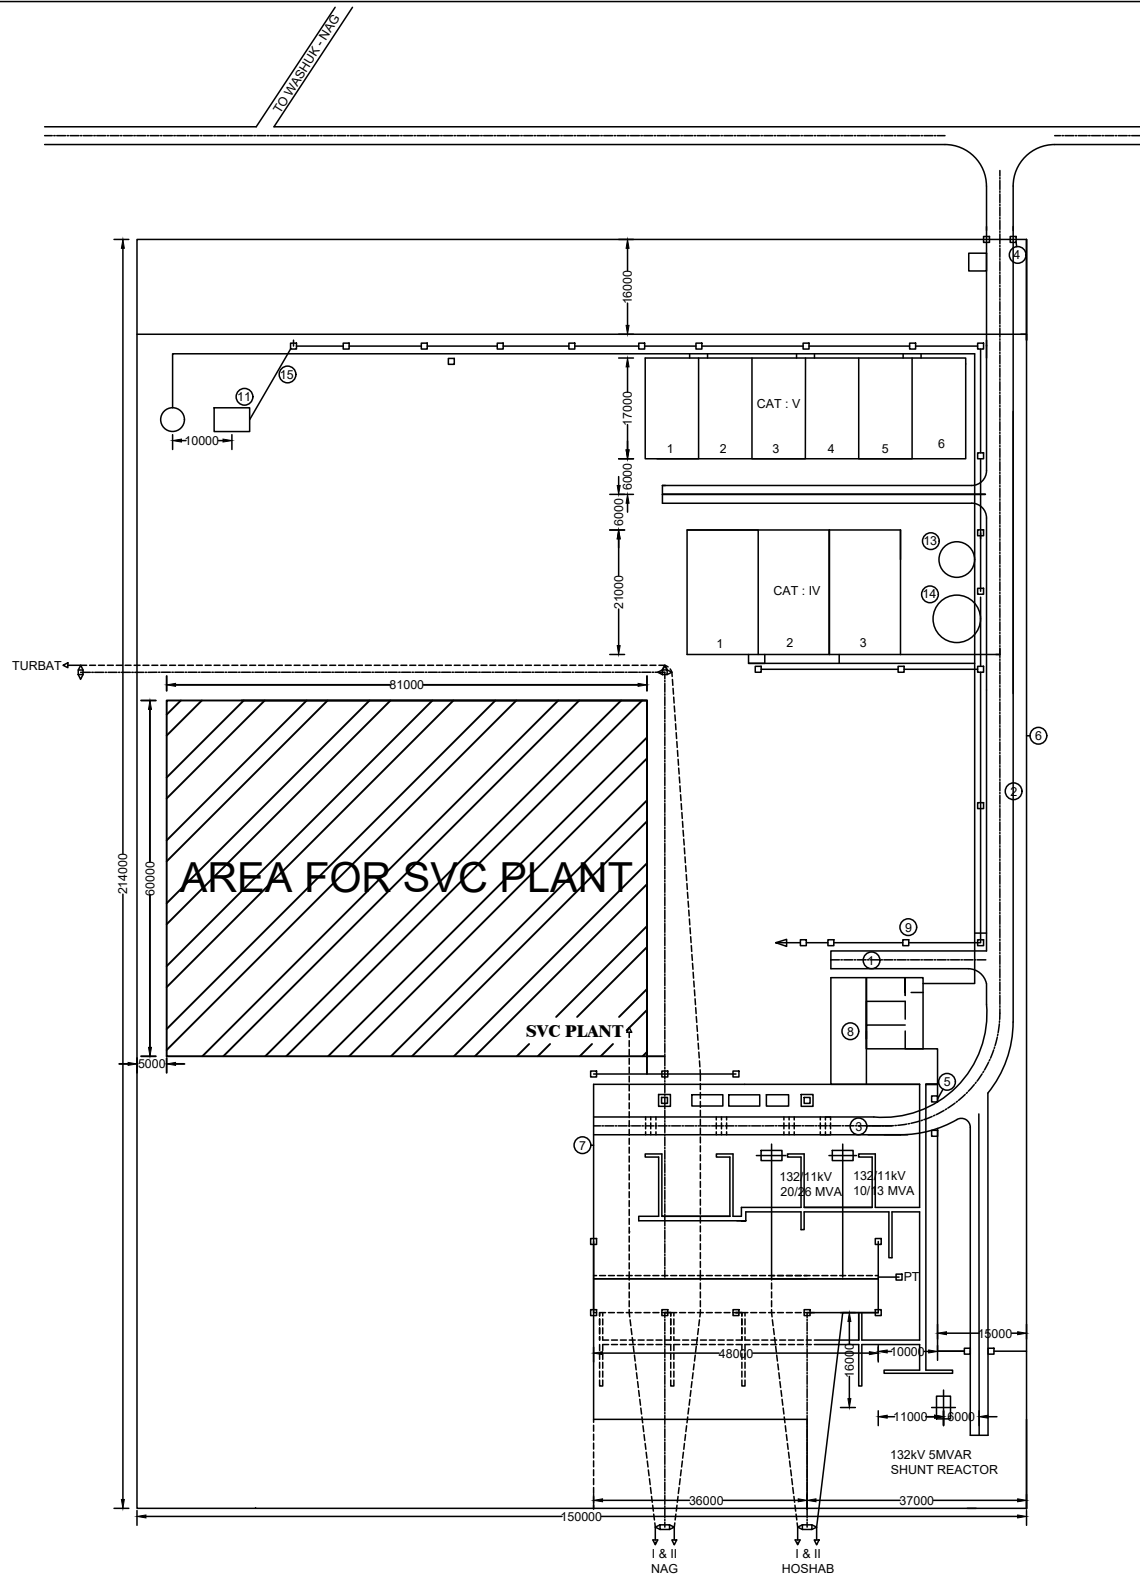 TO WASHUK - NAG
4
16000
15
11
10000
17000
CAT : V
1
2
3
4
5
6
6000
6000
13
21000
CAT : IV
14
1
2
3
TURBAT
81000
6
2
214000
60000
AREA FOR SVC PLANT
9
1
SVC PLANT
8
5000
5
3
7
132/11kV
20/26 MVA
132/11kV
10/13 MVA
PT
15000
48000
10000
16000
11000
6000
132kV 5MVAR
SHUNT REACTOR
36000
37000
150000
I & II
NAG
I & II
HOSHAB